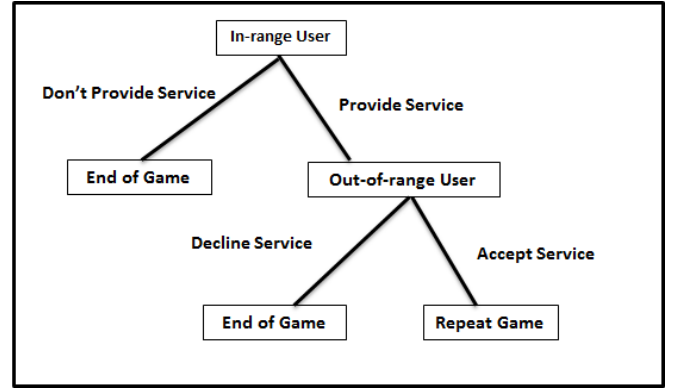 In-range User
Don't Provide Service
Provide Service
End of Game
Out-of-range User
Decline Service
Accept Service
End of Game
Repeat Game